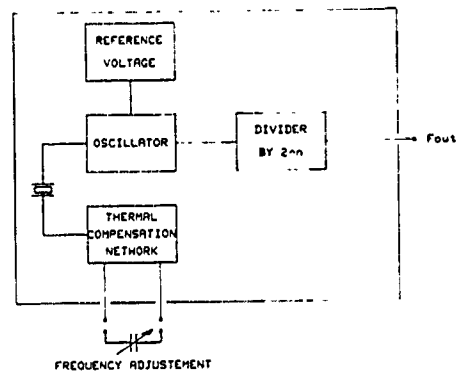 REFERENCE
VOLTAGE
OSCILLATOR
DIVIDER
BY 2^n
Fout
THERMAL
COMPENSATION
NETWORK
FREQUENCY ADJUSTEMENT